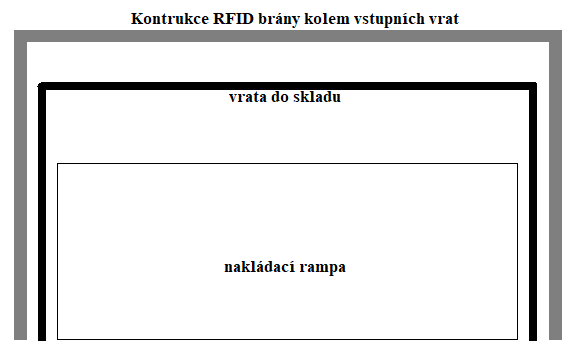 Kontrukce RFID brány kolem vstupních vrat
vrata do skladu
nakládací rampa